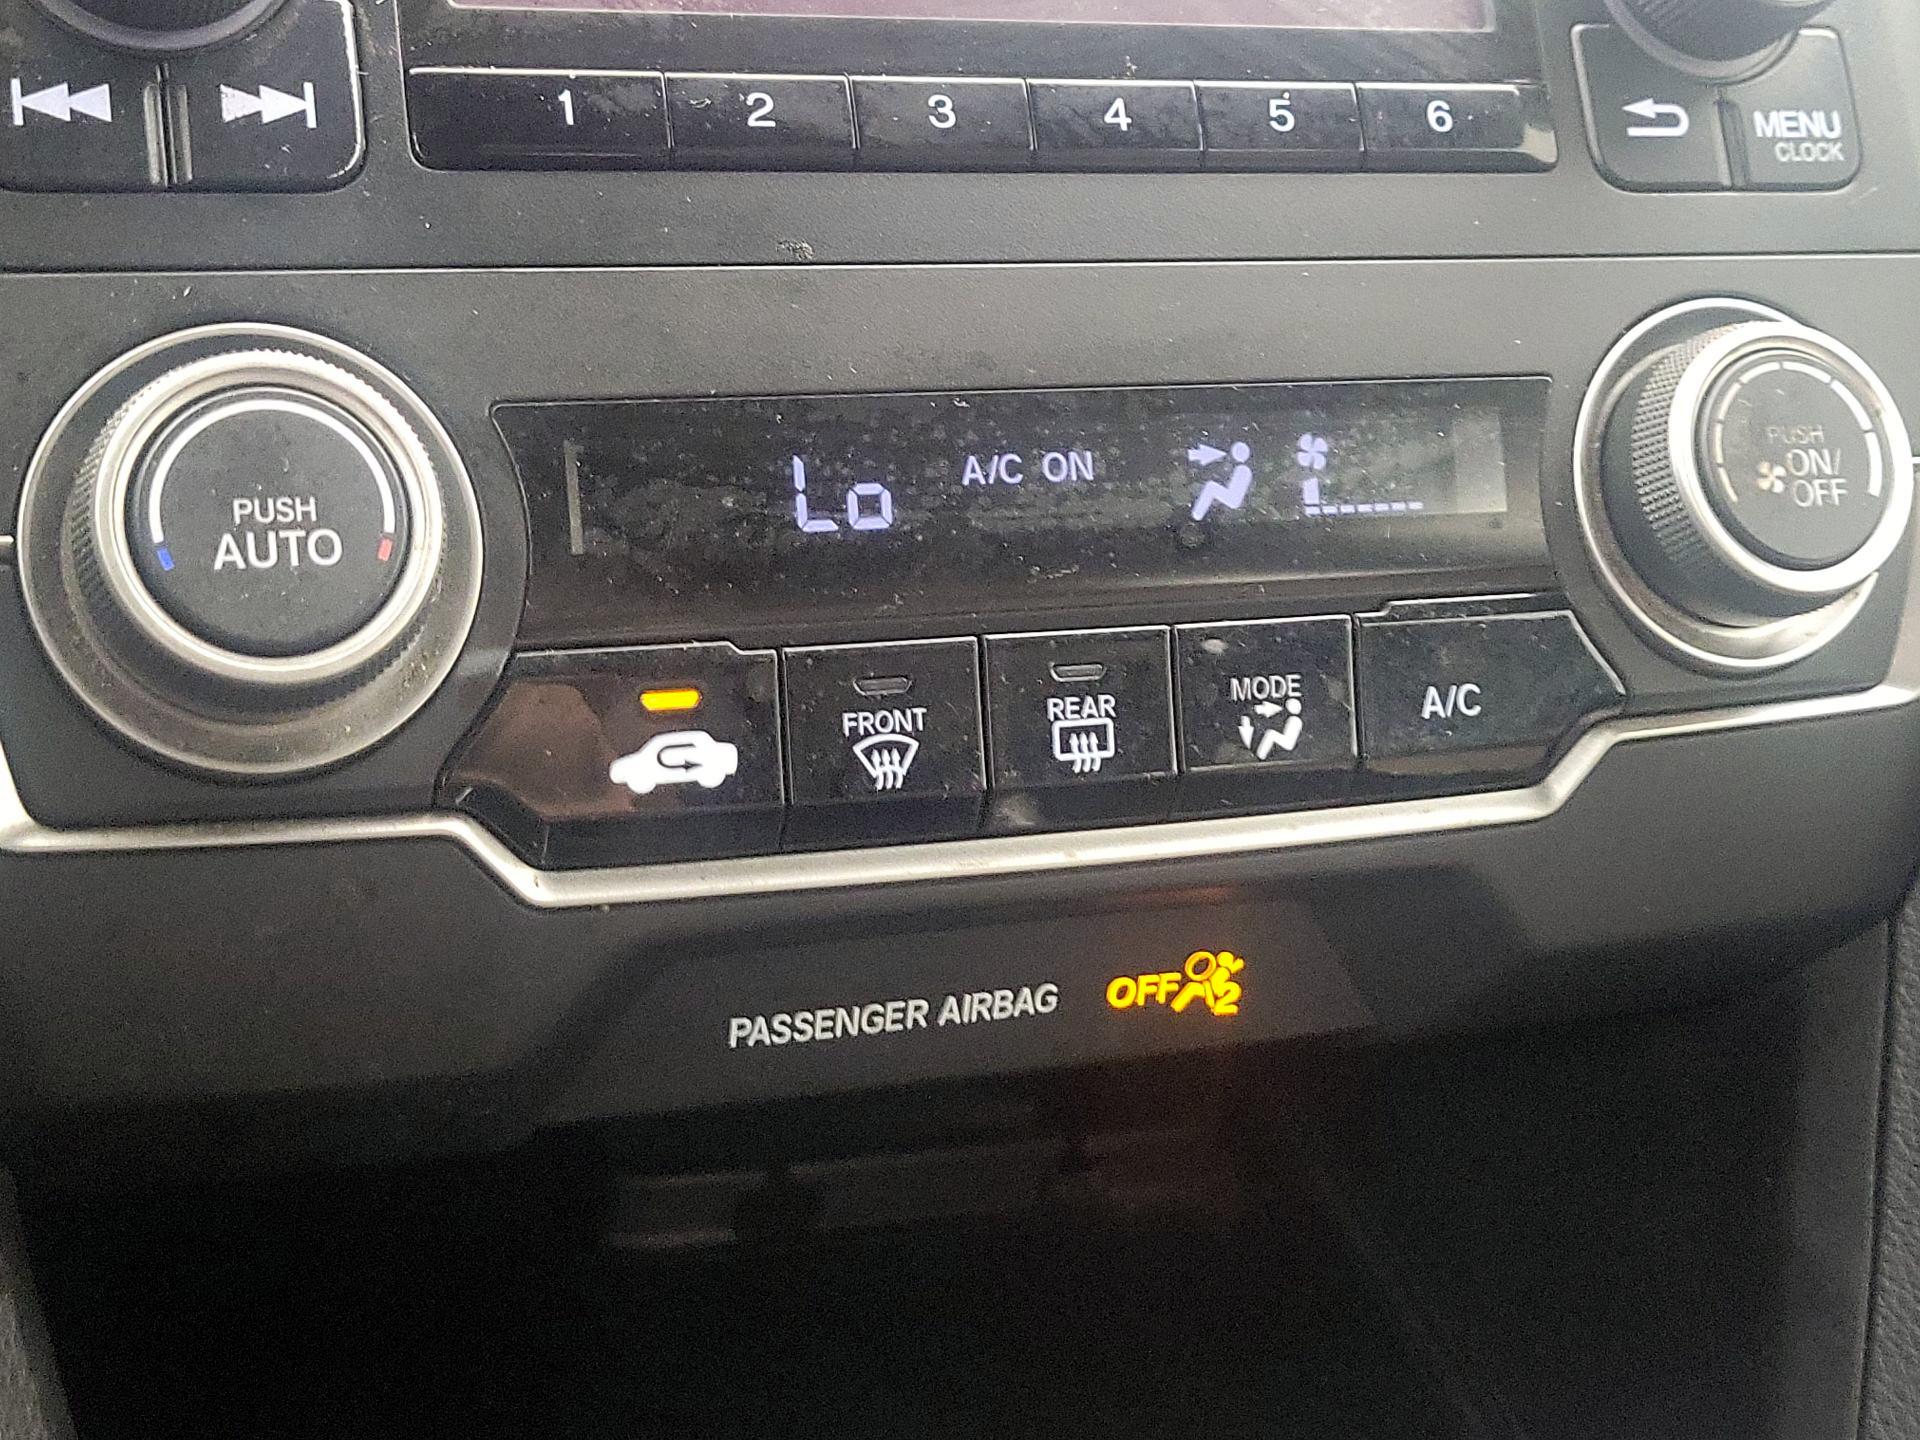 1 2 3 4 5 6
MENU
CLOCK
PUSH
AUTO
Lo A/C ON
PUSH
ON/
OFF
FRONT
REAR
MODE
A/C
PASSENGER AIRBAG OFF 2